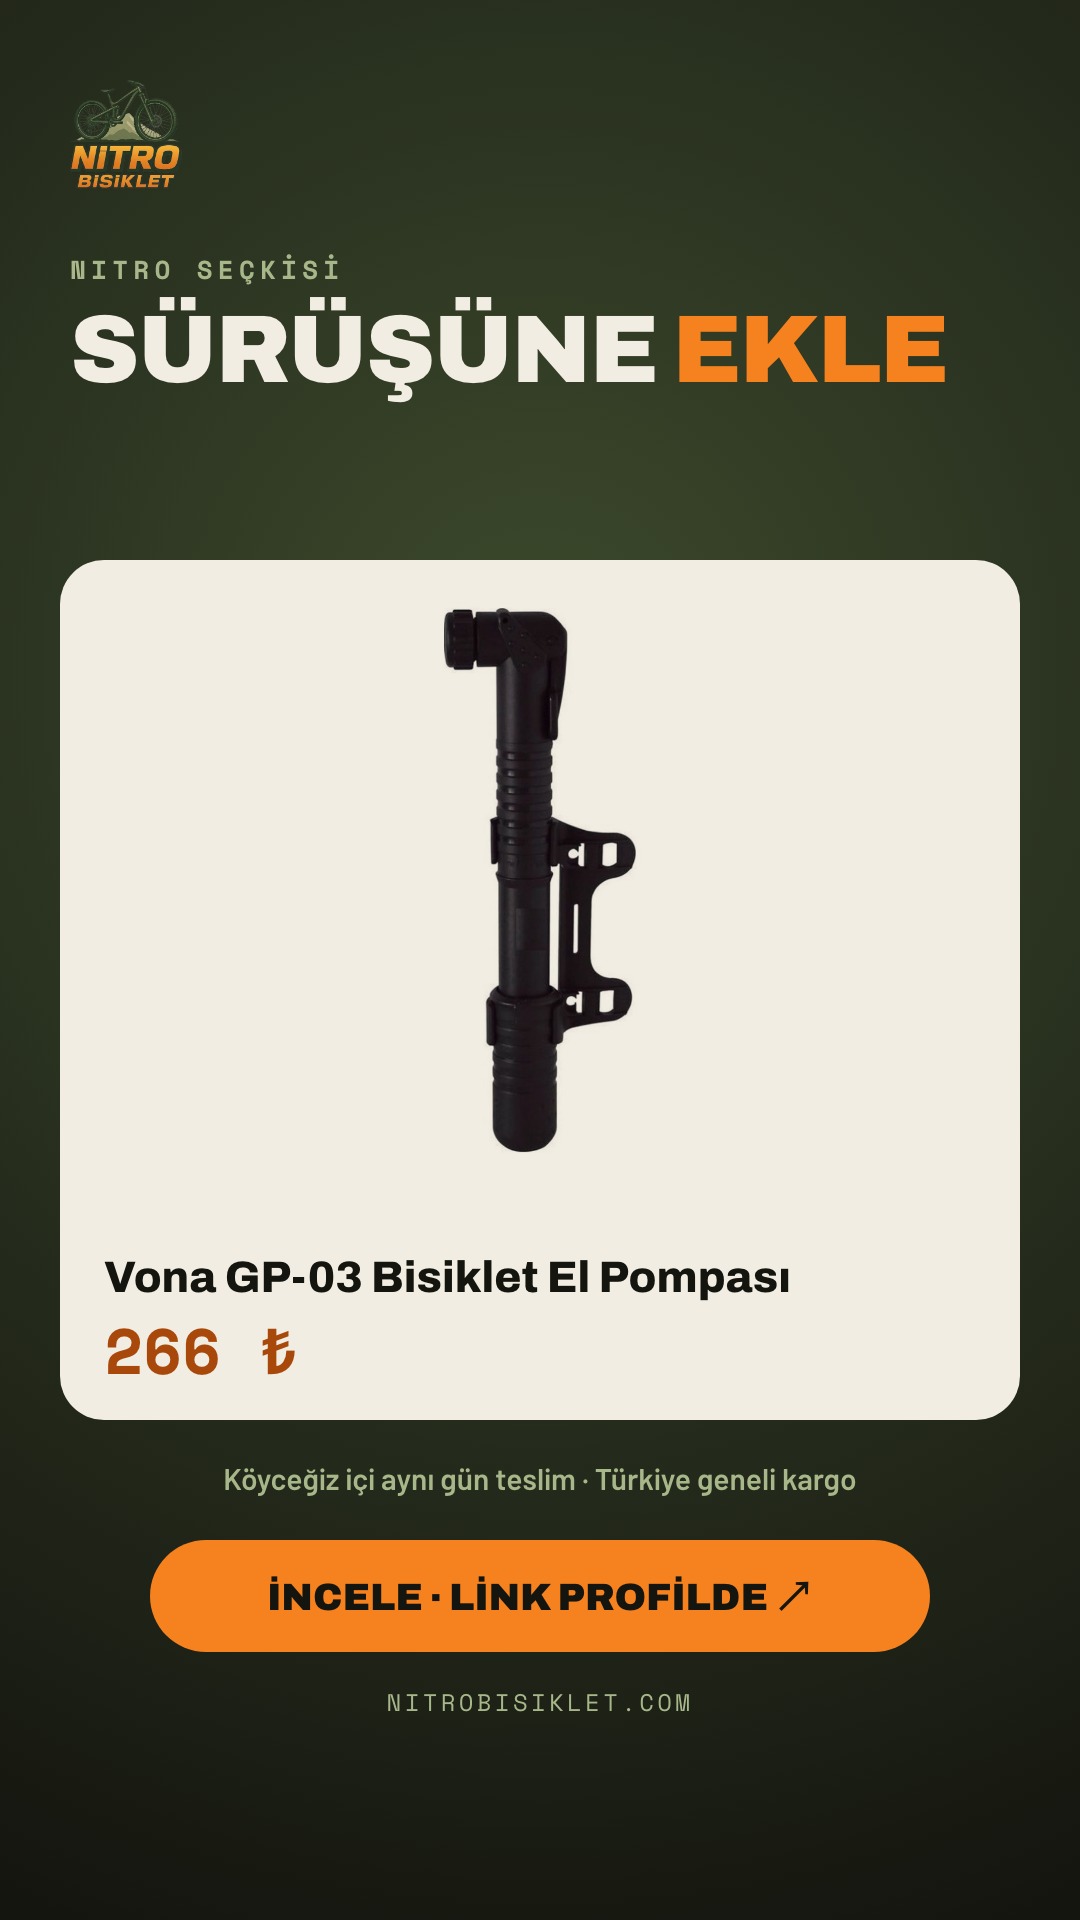 NiTRO
BiSiKLET
NITRO SEÇKİSİ
SÜRÜŞÜNE EKLE
Vona GP-03 Bisiklet El Pompası
266 ₺
Köyceğiz içi aynı gün teslim · Türkiye geneli kargo
İNCELE · LİNK PROFİLDE ↗
NITROBISIKLET.COM